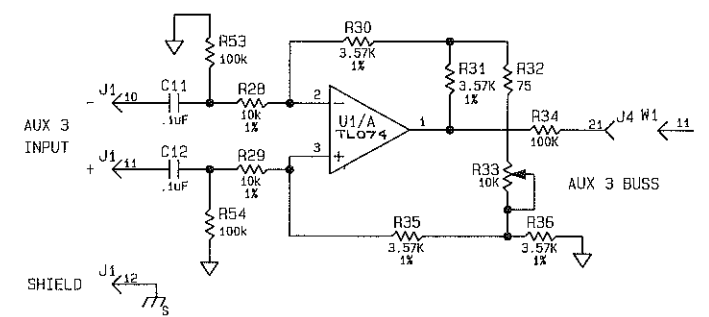 R53
100k
R30
3.57K
1%
R31
3.57K
1%
R32
75
J1
10
C11
.1uF
R28
10k
1%
2
U1/A
TL074
1
R34
100K
21
J4
W1
11
AUX 3
INPUT
-
+
J1
11
C12
.1uF
R29
10k
1%
3
R33
10K
AUX 3 BUSS
R54
100k
R35
3.57K
1%
R36
3.57K
1%
SHIELD
J1
12
S